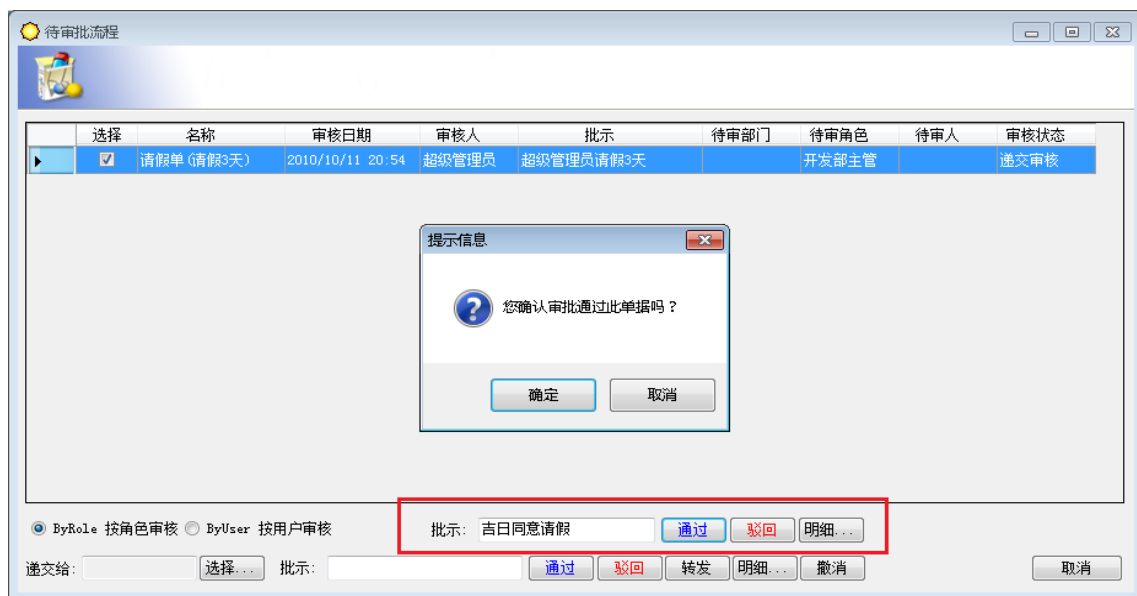 待审批流程
选择 名称 审核日期 审核人 批示 待审部门 待审角色 待审人 审核状态
请假单(请假3天) 2010/10/11 20:54 超级管理员 超级管理员请假3天 开发部主管 递交审核
提示信息
您确认审批通过此单据吗？
确定 取消
ByRole 按角色审核 ByUser 按用户审核 批示: 吉日同意请假 通过 驳回 明细...
递交给: 选择... 批示: 通过 驳回 转发 明细... 撤消 取消